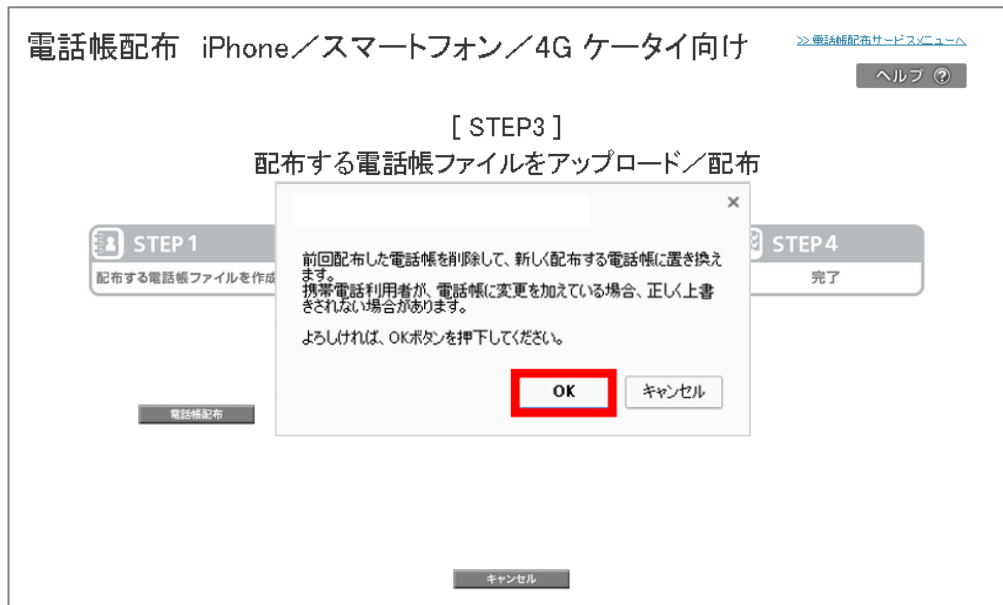 電話帳配布　iPhone／スマートフォン／4G ケータイ向け
>> 電話帳配布サービスメニューへ
ヘルプ ?
[ STEP3 ]
配布する電話帳ファイルをアップロード／配布
×
STEP 1
配布する電話帳ファイルを作成
STEP 4
完了
前回配布した電話帳を削除して、新しく配布する電話帳に置き換え
ます。
携帯電話利用者が、電話帳に変更を加えている場合、正しく上書
きされない場合があります。
よろしければ、OKボタンを押下してください。
OK
キャンセル
電話帳配布
キャンセル